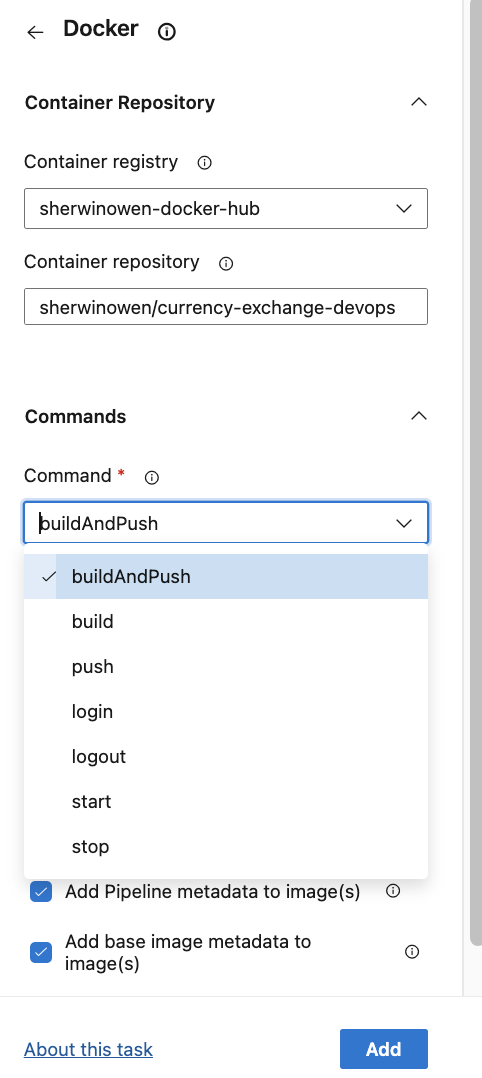 Docker
Container Repository
Container registry
sherwinowen-docker-hub
Container repository
sherwinowen/currency-exchange-devops
Commands
Command *
buildAndPush
buildAndPush
build
push
login
logout
start
stop
Add Pipeline metadata to image(s)
Add base image metadata to
image(s)
About this task
Add